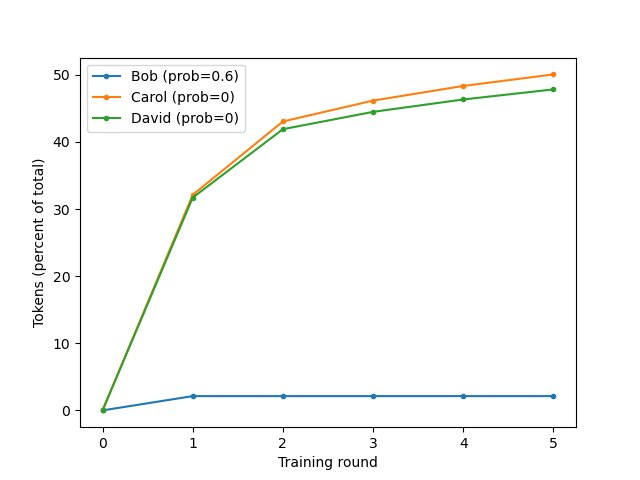 Bob (prob=0.6)
Carol (prob=0)
David (prob=0)
Tokens (percent of total)
50
40
30
20
10
0
0 1 2 3 4 5
Training round